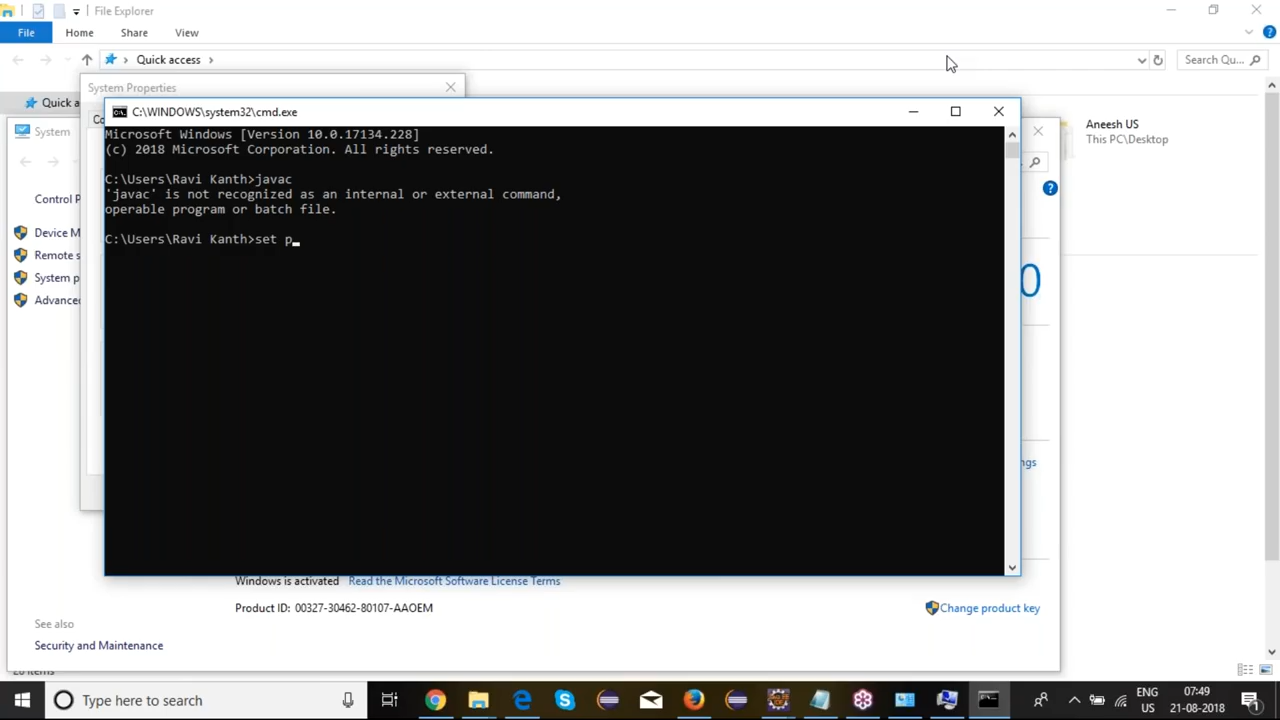 File Explorer
File Home Share View
Quick access Search Qu...
System Properties
Quick a
C:\WINDOWS\system32\cmd.exe
Microsoft Windows [Version 10.0.17134.228]
(c) 2018 Microsoft Corporation. All rights reserved.
C:\Users\Ravi Kanth>javac
'javac' is not recognized as an internal or external command,
operable program or batch file.
C:\Users\Ravi Kanth>set p_
Aneesh US
This PC\Desktop
System
Control P
Device M
Remote s
System p
Advance
0
ngs
Windows is activated Read the Microsoft Software License Terms
Product ID: 00327-30462-80107-AAOEM
Change product key
See also
Security and Maintenance
Type here to search
ENG
US
07:49
21-08-2018